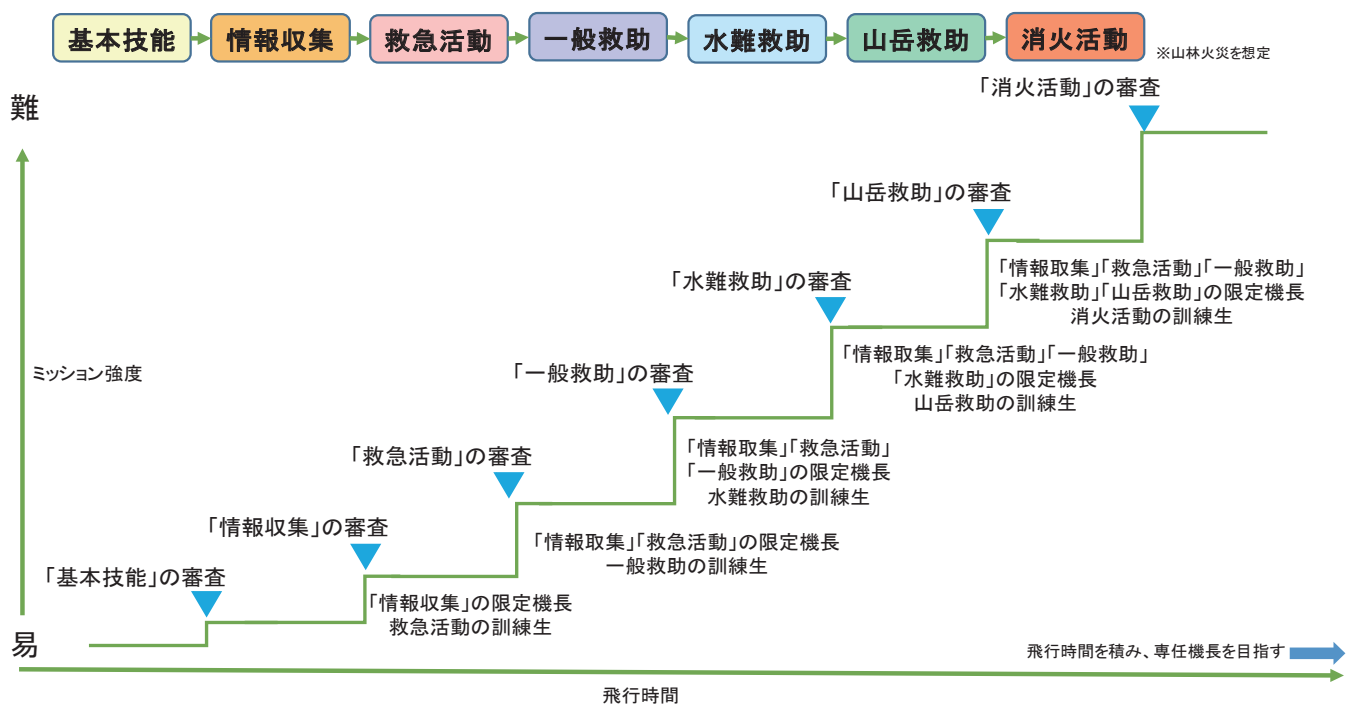 基本技能
情報収集
救急活動
一般救助
水難救助
山岳救助
消火活動
※山林火災を想定
「消火活動」の審査
難
「山岳救助」の審査
「情報取集」「救急活動」「一般救助」
「水難救助」「山岳救助」の限定機長
消火活動の訓練生
「水難救助」の審査
「情報取集」「救急活動」「一般救助」
「水難救助」の限定機長
山岳救助の訓練生
ミッション強度
「一般救助」の審査
「情報取集」「救急活動」
「一般救助」の限定機長
水難救助の訓練生
「救急活動」の審査
「情報収集」の審査
「情報取集」「救急活動」の限定機長
一般救助の訓練生
「基本技能」の審査
「情報収集」の限定機長
救急活動の訓練生
易
飛行時間を積み、専任機長を目指す
飛行時間